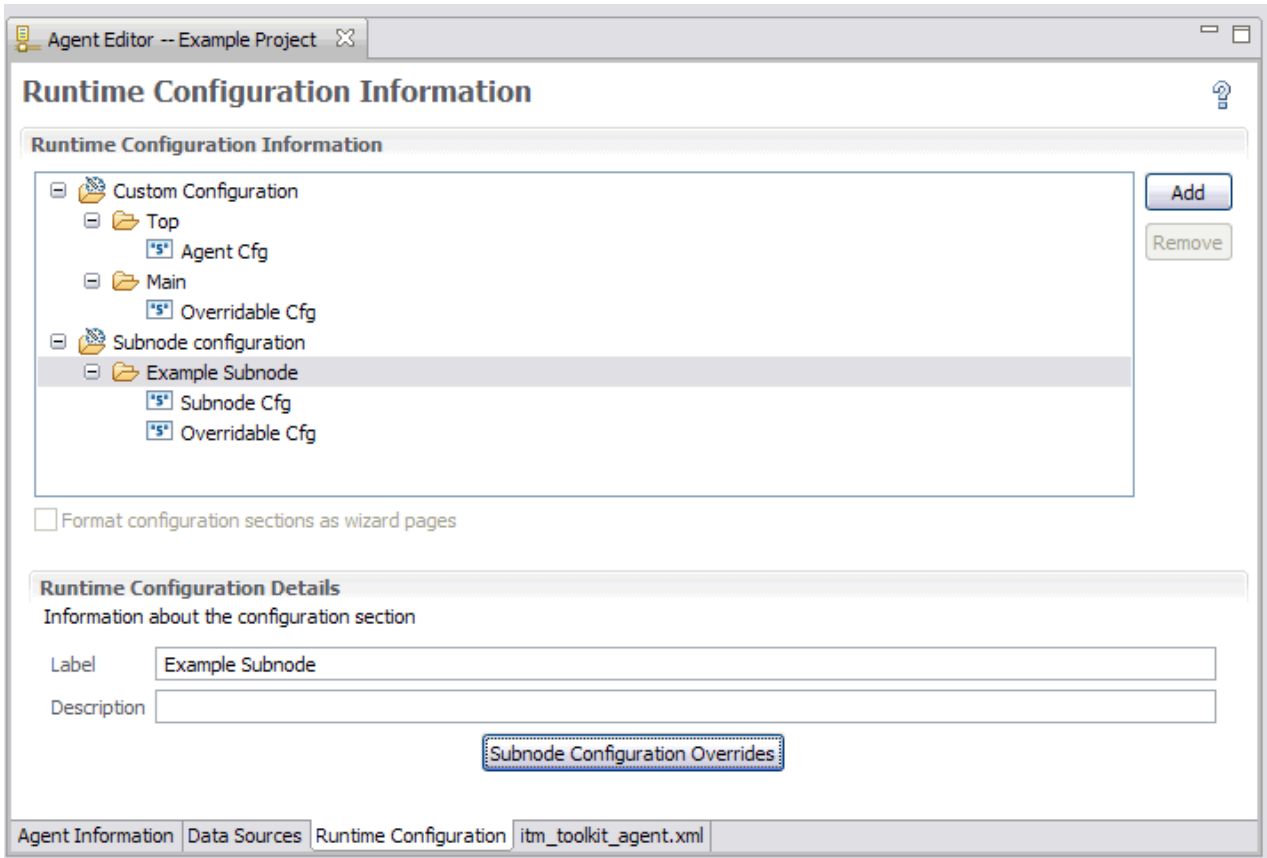 Agent Editor -- Example Project
Runtime Configuration Information
Runtime Configuration Information
Custom Configuration
Add
Top
"S" Agent Cfg
Remove
Main
"S" Overridable Cfg
Subnode configuration
Example Subnode
"S" Subnode Cfg
"S" Overridable Cfg
Format configuration sections as wizard pages
Runtime Configuration Details
Information about the configuration section
Label Example Subnode
Description
Subnode Configuration Overrides
Agent Information Data Sources Runtime Configuration itm_toolkit_agent.xml